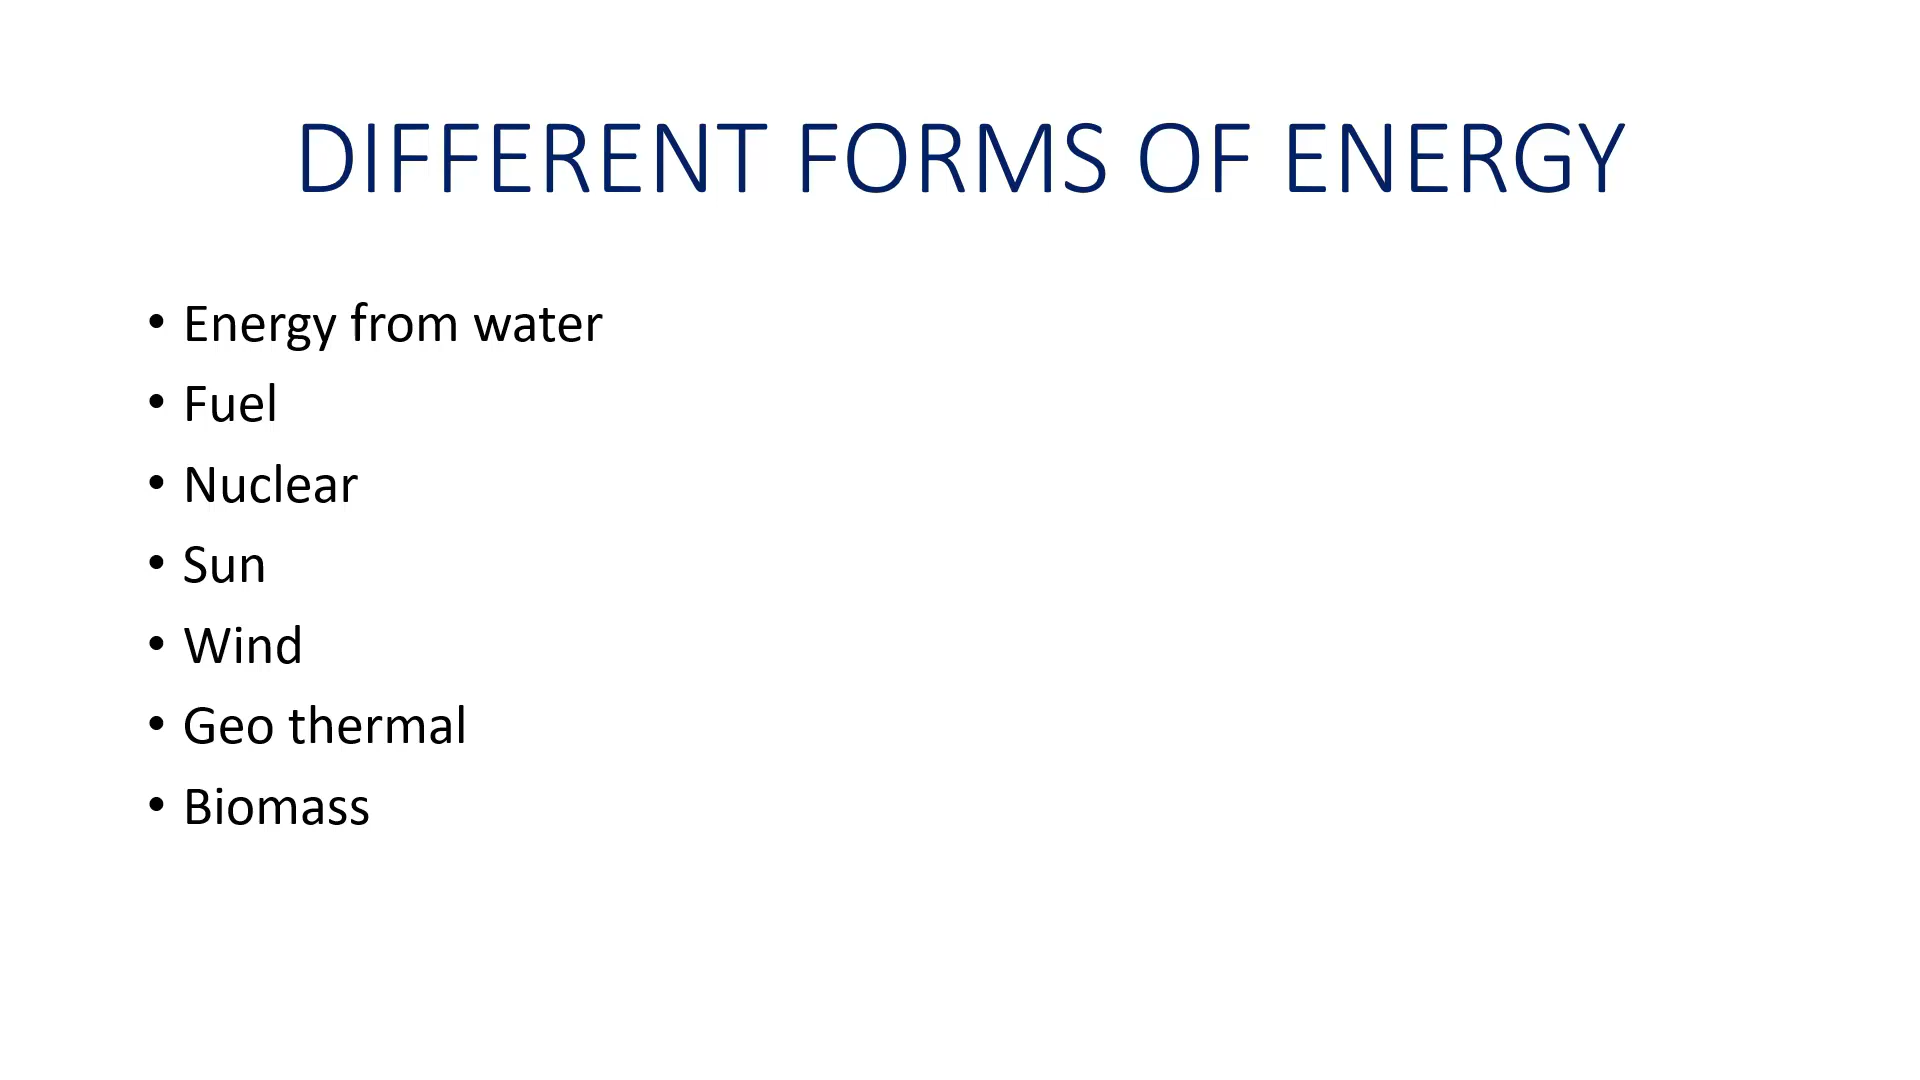 DIFFERENT FORMS OF ENERGY
• Energy from water
• Fuel
• Nuclear
• Sun
• Wind
• Geo thermal
• Biomass